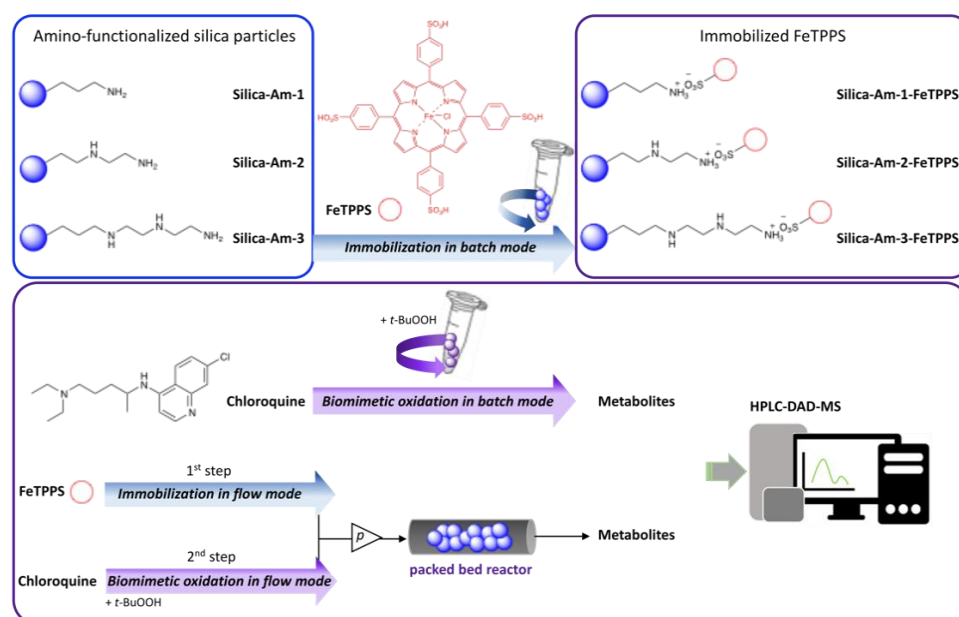 Amino-functionalized silica particles
NH2
Silica-Am-1
H
N
NH2
Silica-Am-2
N
H
H
N
NH2
Silica-Am-3
SO3H
HO3S
SO3H
SO3H
N
N
N
N
Fe
Cl
FeTPPS
Immobilization in batch mode
Immobilized FeTPPS
NH3
+
-
O3S
Silica-Am-1-FeTPPS
H
N
NH3
+
-
O3S
Silica-Am-2-FeTPPS
N
H
H
N
NH3
+
-
O3S
Silica-Am-3-FeTPPS
+ t-BuOOH
N
HN
N
Cl
Chloroquine
Biomimetic oxidation in batch mode
Metabolites
HPLC-DAD-MS
1st step
FeTPPS
Immobilization in flow mode
2nd step
Chloroquine
Biomimetic oxidation in flow mode
+ t-BuOOH
p
packed bed reactor
Metabolites